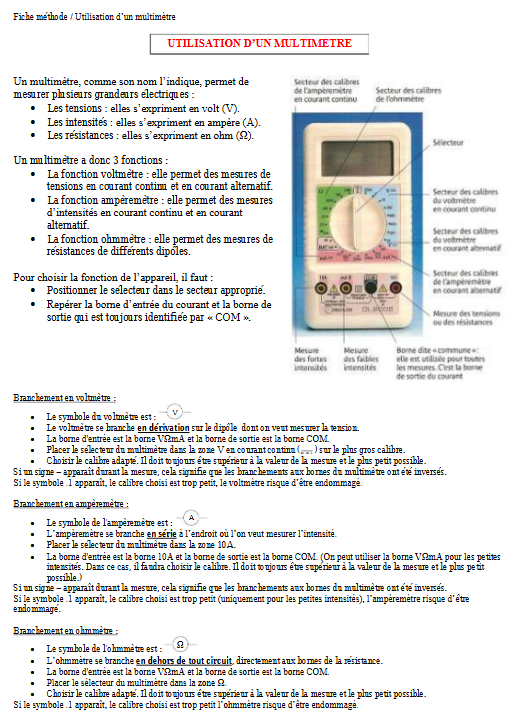 Fiche méthode / Utilisation d'un multimètre
UTILISATION D'UN MULTIMETRE
Un multimètre, comme son nom l'indique, permet de
mesurer plusieurs grandeurs électriques :
• Les tensions : elles s'expriment en volt (V).
• Les intensités : elles s'expriment en ampère (A).
• Les résistances : elles s'expriment en ohm (Ω).
Un multimètre a donc 3 fonctions :
• La fonction voltmètre : elle permet des mesures de
tensions en courant continu et en courant alternatif.
• La fonction ampèremètre : elle permet des mesures
d'intensités en courant continu et en courant
alternatif.
• La fonction ohmmètre : elle permet des mesures de
résistances de différents dipôles.
Pour choisir la fonction de l'appareil, il faut :
• Positionner le sélecteur dans le secteur approprié.
• Repérer la borne d'entrée du courant et la borne de
sortie qui est toujours identifiée par « COM ».
Secteur des calibres
de l'ampèremètre
en courant continu
Secteur des calibres
de l'ohmmètre
Sélecteur
Secteur des calibres
du voltmètre
en courant continu
Secteur des calibres
du voltmètre
en courant alternatif
Secteur des calibres
de l'ampèremètre
en courant alternatif
Mesure des tensions
ou des résistances
Mesure
des fortes
intensités
Mesure
des faibles
intensités
Borne dite « commune »:
elle est utilisée pour toutes
les mesures. C'est la borne
de sortie du courant
Branchement en voltmètre :
• Le symbole du voltmètre est : V
• Le voltmètre se branche en dérivation sur le dipôle dont on veut mesurer la tension.
• La borne d'entrée est la borne VΩmA et la borne de sortie est la borne COM.
• Placer le sélecteur du multimètre dans la zone V en courant continu ( ) sur le plus gros calibre.
• Choisir le calibre adapté. Il doit toujours être supérieur à la valeur de la mesure et le plus petit possible.
Si un signe – apparaît durant la mesure, cela signifie que les branchements aux bornes du multimètre ont été inversés.
Si le symbole .1 apparaît, le calibre choisi est trop petit, le voltmètre risque d'être endommagé.
Branchement en ampèremètre :
• Le symbole de l'ampèremètre est : A
• L'ampèremètre se branche en série à l'endroit où l'on veut mesurer l'intensité.
• Placer le sélecteur du multimètre dans la zone 10A.
• La borne d'entrée est la borne 10A et la borne de sortie est la borne COM. (On peut utiliser la borne VΩmA pour les petites
intensités. Dans ce cas, il faudra choisir le calibre. Il doit toujours être supérieur à la valeur de la mesure et le plus petit
possible.)
Si un signe – apparaît durant la mesure, cela signifie que les branchements aux bornes du multimètre ont été inversés.
Si le symbole .1 apparaît, le calibre choisi est trop petit (uniquement pour les petites intensités), l'ampèremètre risque d'être
endommagé.
Branchement en ohmmètre :
• Le symbole de l'ohmmètre est : Ω
• L'ohmmètre se branche en dehors de tout circuit, directement aux bornes de la résistance.
• La borne d'entrée est la borne VΩmA et la borne de sortie est la borne COM.
• Placer le sélecteur du multimètre dans la zone Ω.
• Choisir le calibre adapté. Il doit toujours être supérieur à la valeur de la mesure et le plus petit possible.
Si le symbole .1 apparaît, le calibre choisi est trop petit l'ohmmètre risque d'être endommagé.